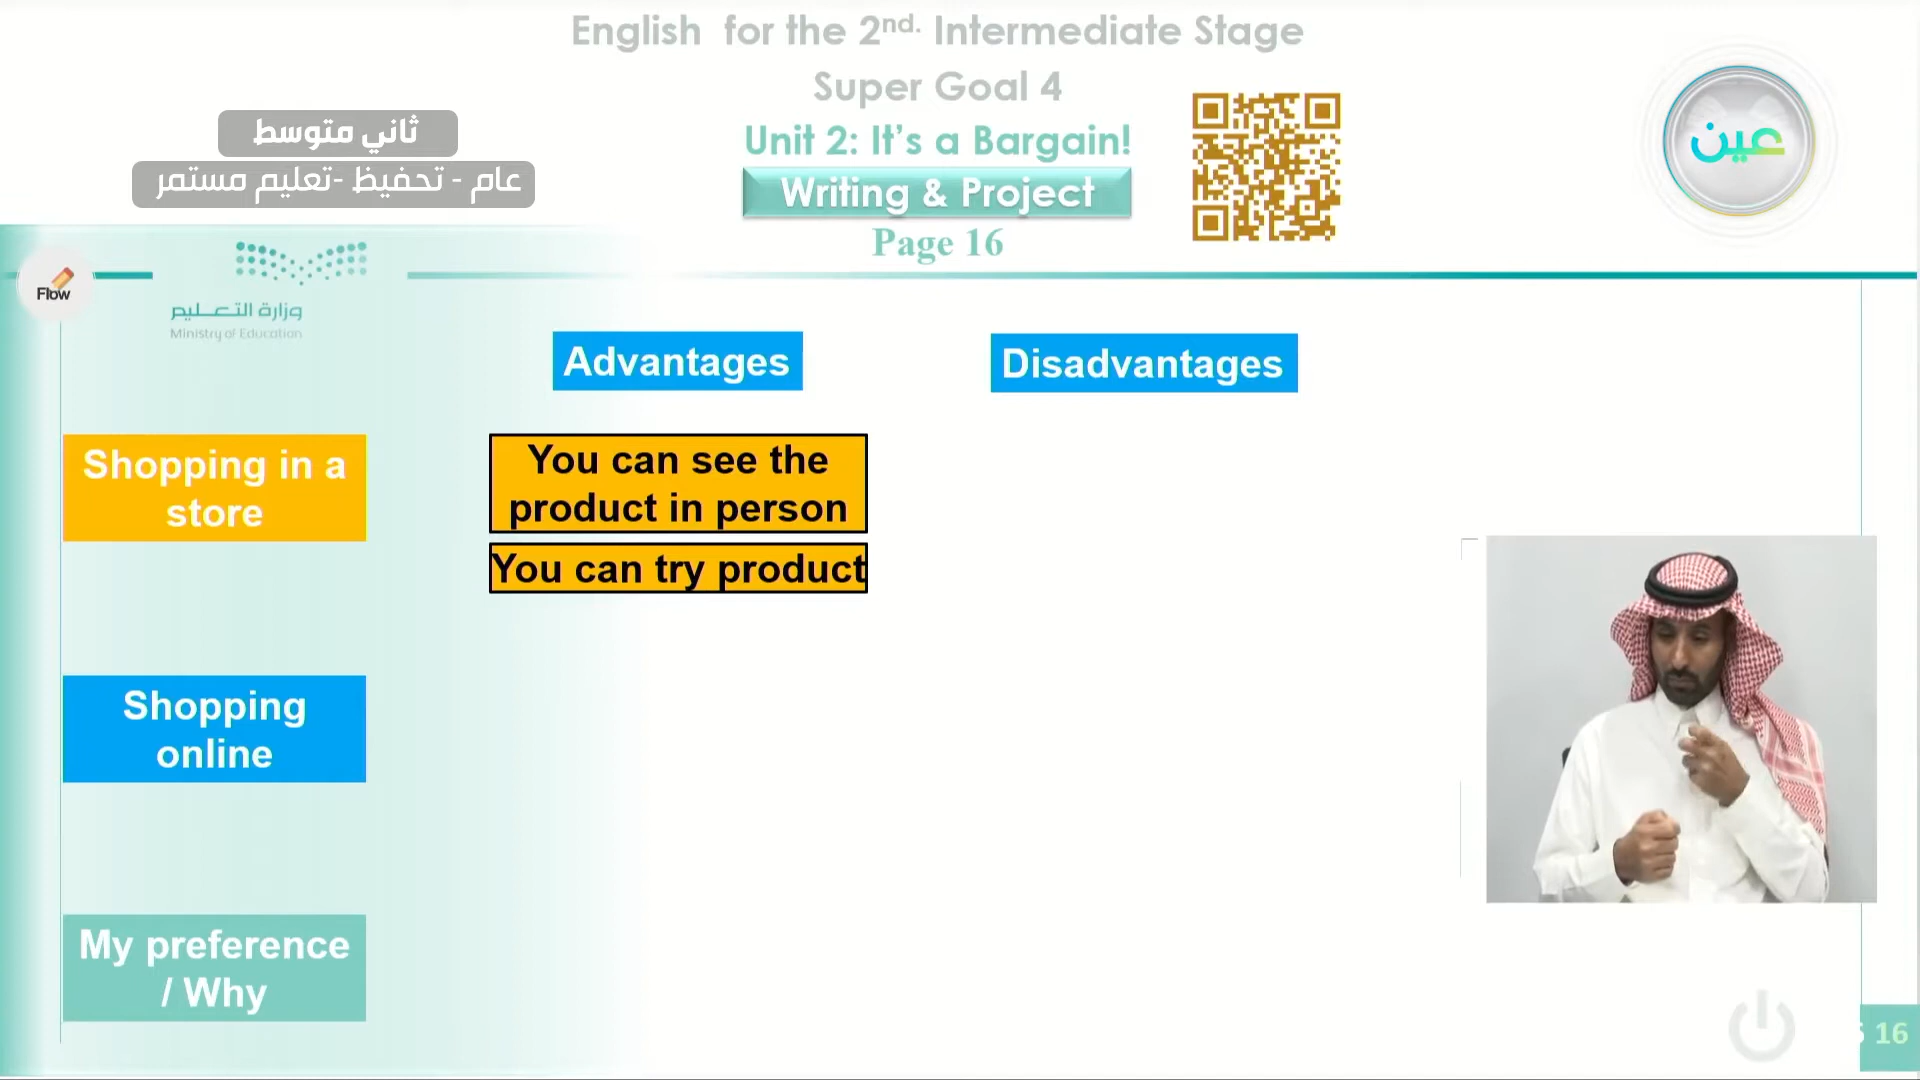 English for the 2nd. Intermediate Stage
Super Goal 4
Unit 2: It's a Bargain!
Writing & Project
Page 16
ثاني متوسط
عام - تحفيظ -تعليم مستمر
عين
Flow
وزارة التعليم
Ministry of Education
Advantages
Disadvantages
Shopping in a
store
You can see the
product in person
You can try product
Shopping
online
My preference
/ Why
16